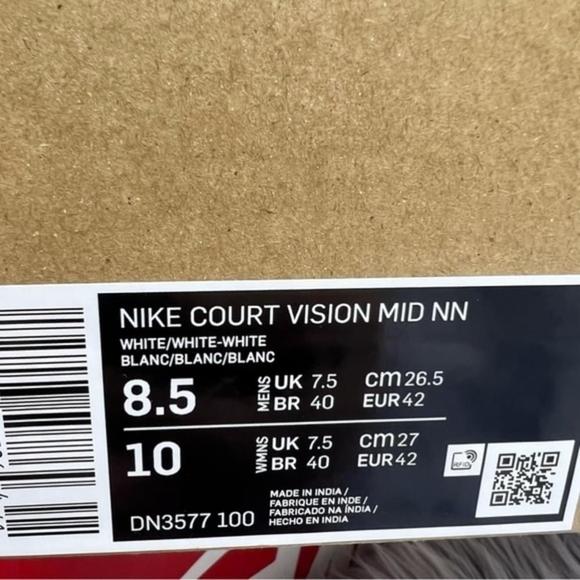 NIKE COURT VISION MID NN
WHITE/WHITE-WHITE
BLANC/BLANC/BLANC
8.5 MENS UK 7.5 cm 26.5
BR 40 EUR 42
10 WMNS UK 7.5 cm 27
BR 40 EUR 42
RFID
MADE IN INDIA /
FABRIQUE EN INDE /
FABRICADO NA ÍNDIA /
HECHO EN INDIA
DN3577 100